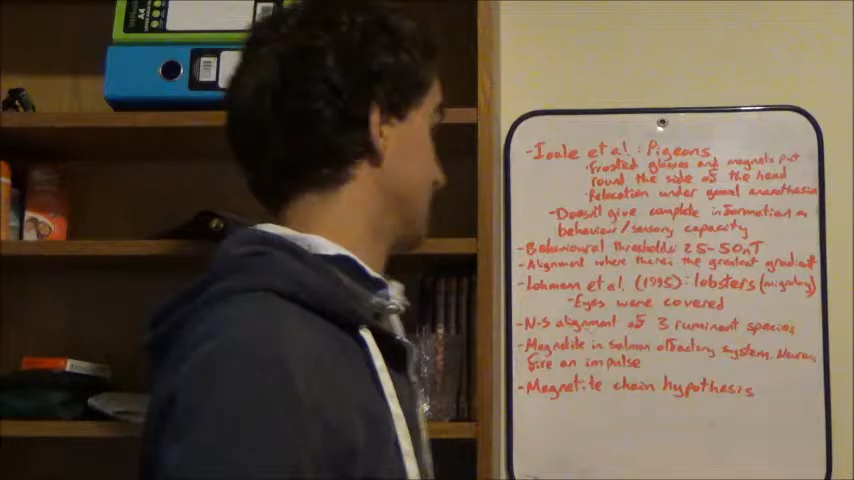 A4
- Ioale et al: Pigeons
· Frosted glasses and magnets put
round the side of the head
· Relocation under general anaesthesia
- Doesn't give complete information on
behaviour/sensory capacity
- Behavioural threshold: 25-50nT
- Alignment where there's the greatest gradient
- Lohmann et al. (1995): lobsters (migratory)
- Eyes were covered
- N-S alignment of 3 ruminant species
- Magnetite in salmon olfactory system. Neurons
fire on impulse
- Magnetite chain hypothesis